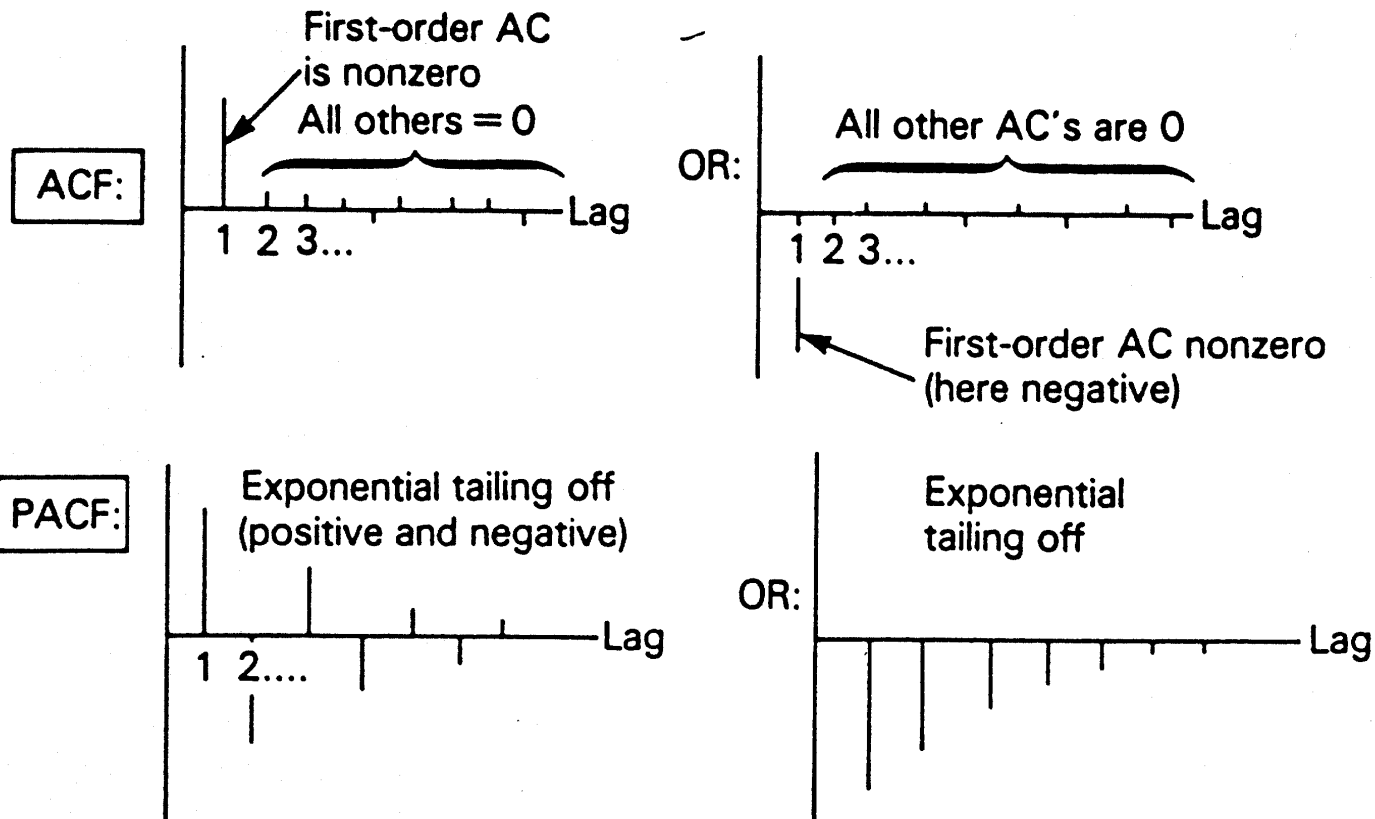 First-order AC
is nonzero
All others = 0
ACF:
Lag
1 2 3...
OR:
All other AC's are 0
Lag
1 2 3...
First-order AC nonzero
(here negative)
PACF:
Exponential tailing off
(positive and negative)
Lag
1 2....
OR:
Exponential
tailing off
Lag